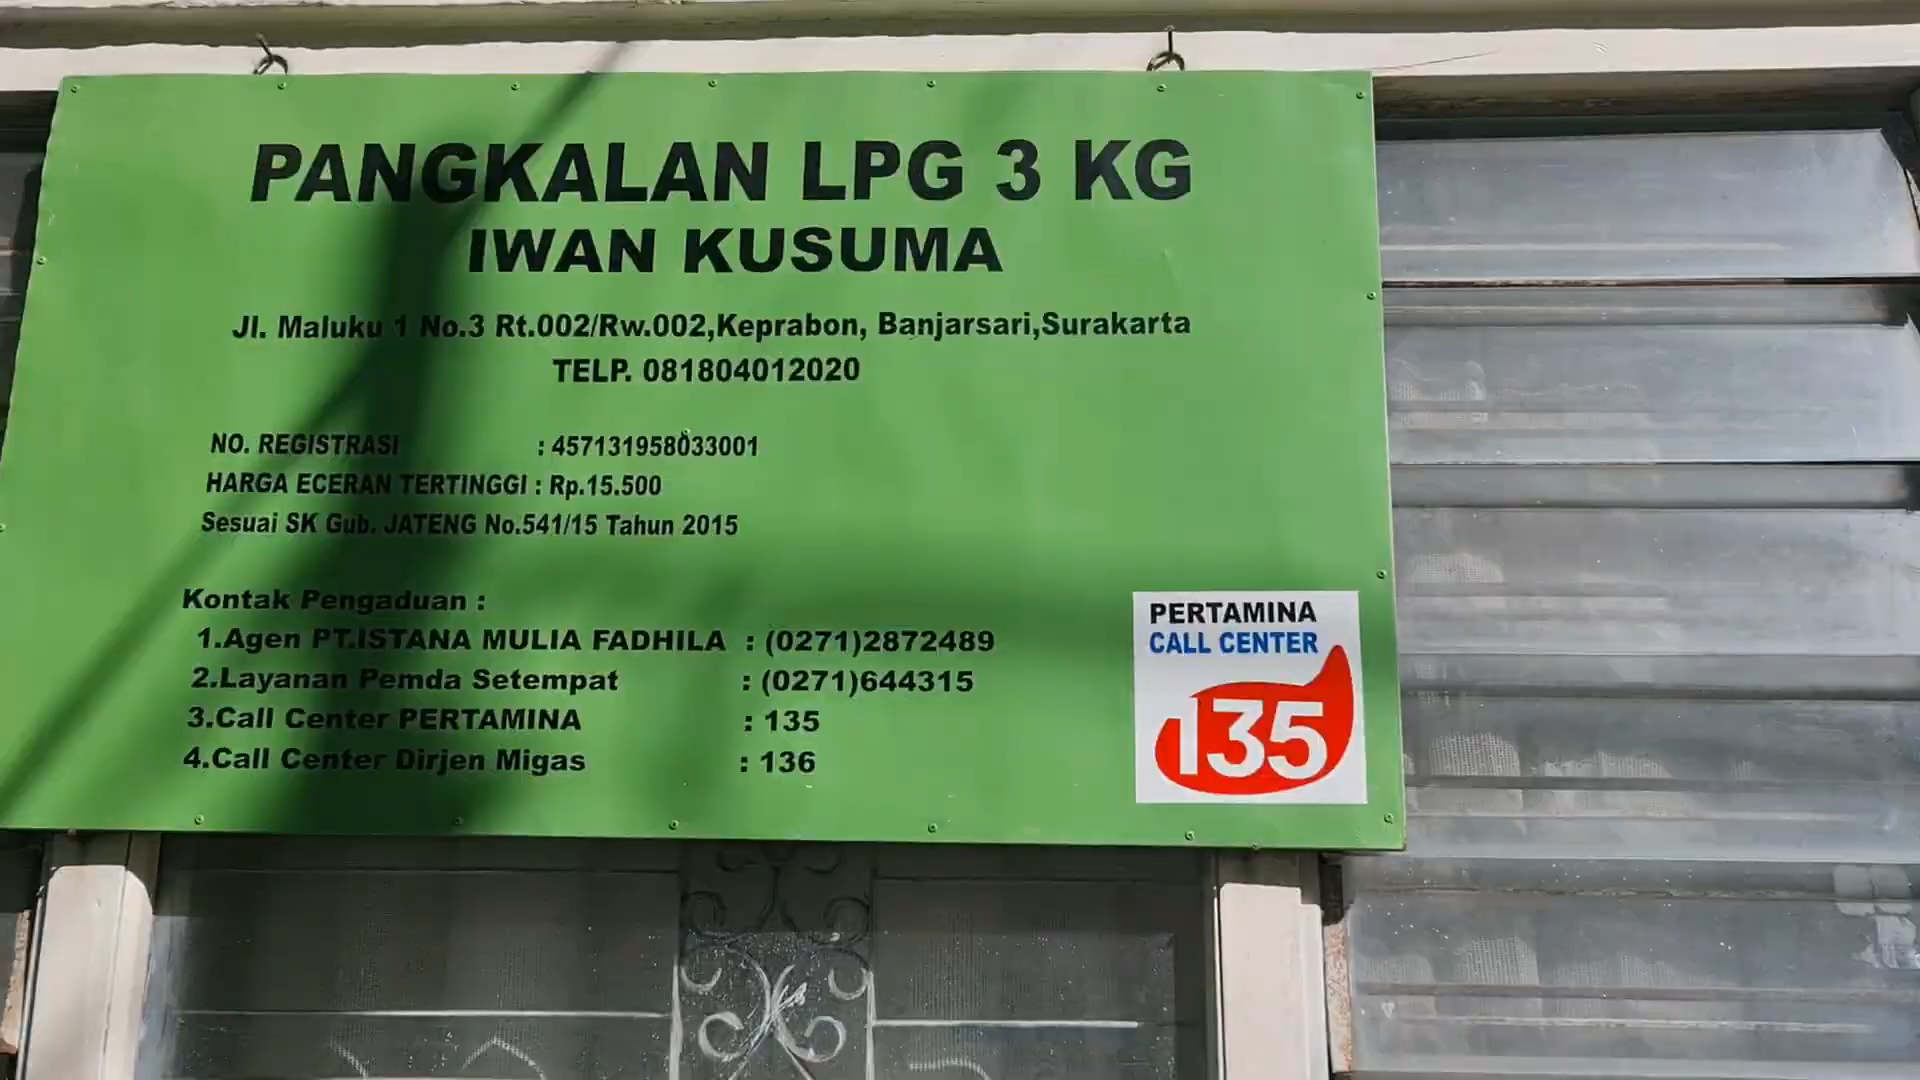 PANGKALAN LPG 3 KG
IWAN KUSUMA
Jl. Maluku 1 No.3 Rt.002/Rw.002,Keprabon, Banjarsari,Surakarta
TELP. 081804012020
NO. REGISTRASI : 457131958033001
HARGA ECERAN TERTINGGI : Rp.15.500
Sesuai SK Gub. JATENG No.541/15 Tahun 2015
Kontak Pengaduan :
1.Agen PT.ISTANA MULIA FADHILA : (0271)2872489
2.Layanan Pemda Setempat : (0271)644315
3.Call Center PERTAMINA : 135
4.Call Center Dirjen Migas : 136
PERTAMINA
CALL CENTER
135